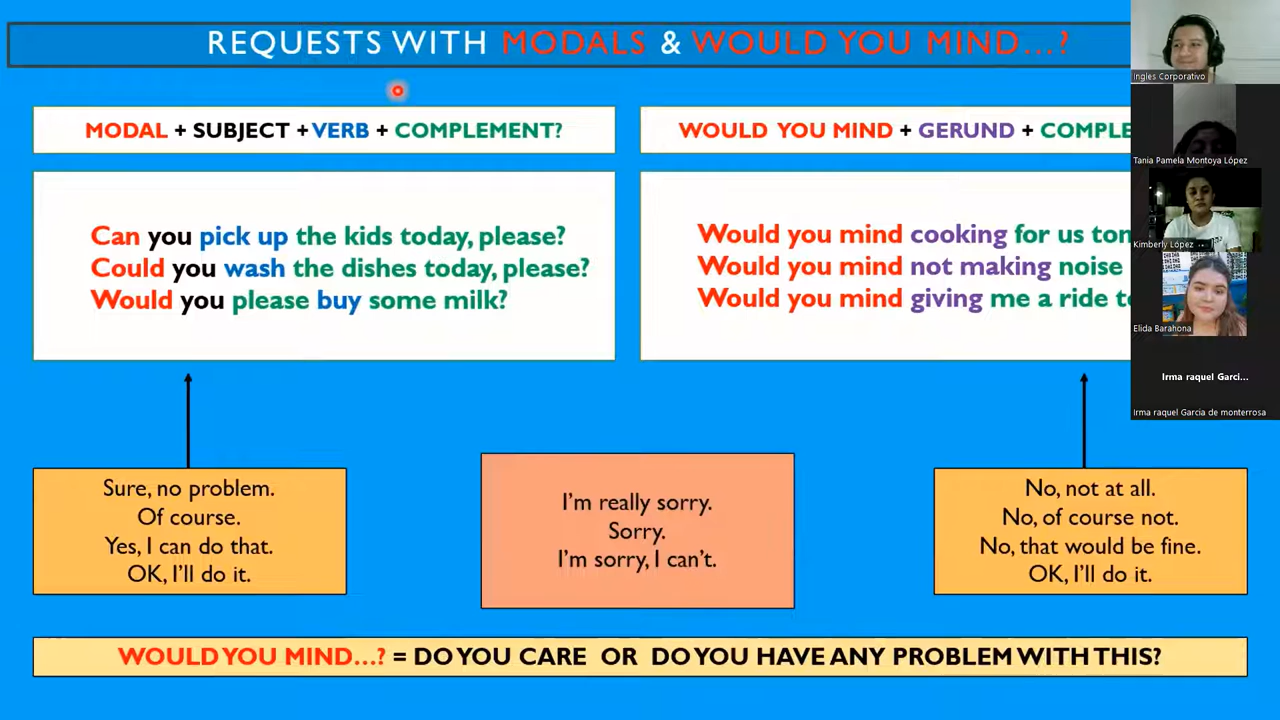 REQUESTS WITH MODALS & WOULD YOU MIND…?
MODAL + SUBJECT + VERB + COMPLEMENT?
Can you pick up the kids today, please?
Could you wash the dishes today, please?
Would you please buy some milk?
WOULD YOU MIND + GERUND + COMPLE
Would you mind cooking for us ton
Would you mind not making noise
Would you mind giving me a ride to
Sure, no problem.
Of course.
Yes, I can do that.
OK, I'll do it.
I'm really sorry.
Sorry.
I'm sorry, I can't.
No, not at all.
No, of course not.
No, that would be fine.
OK, I'll do it.
WOULD YOU MIND…? = DO YOU CARE OR DO YOU HAVE ANY PROBLEM WITH THIS?
Ingles Corporativo
Tania Pamela Montoya López
Kimberly López
Elida Barahona
Irma raquel Garci...
Irma raquel Garcia de monterrosa